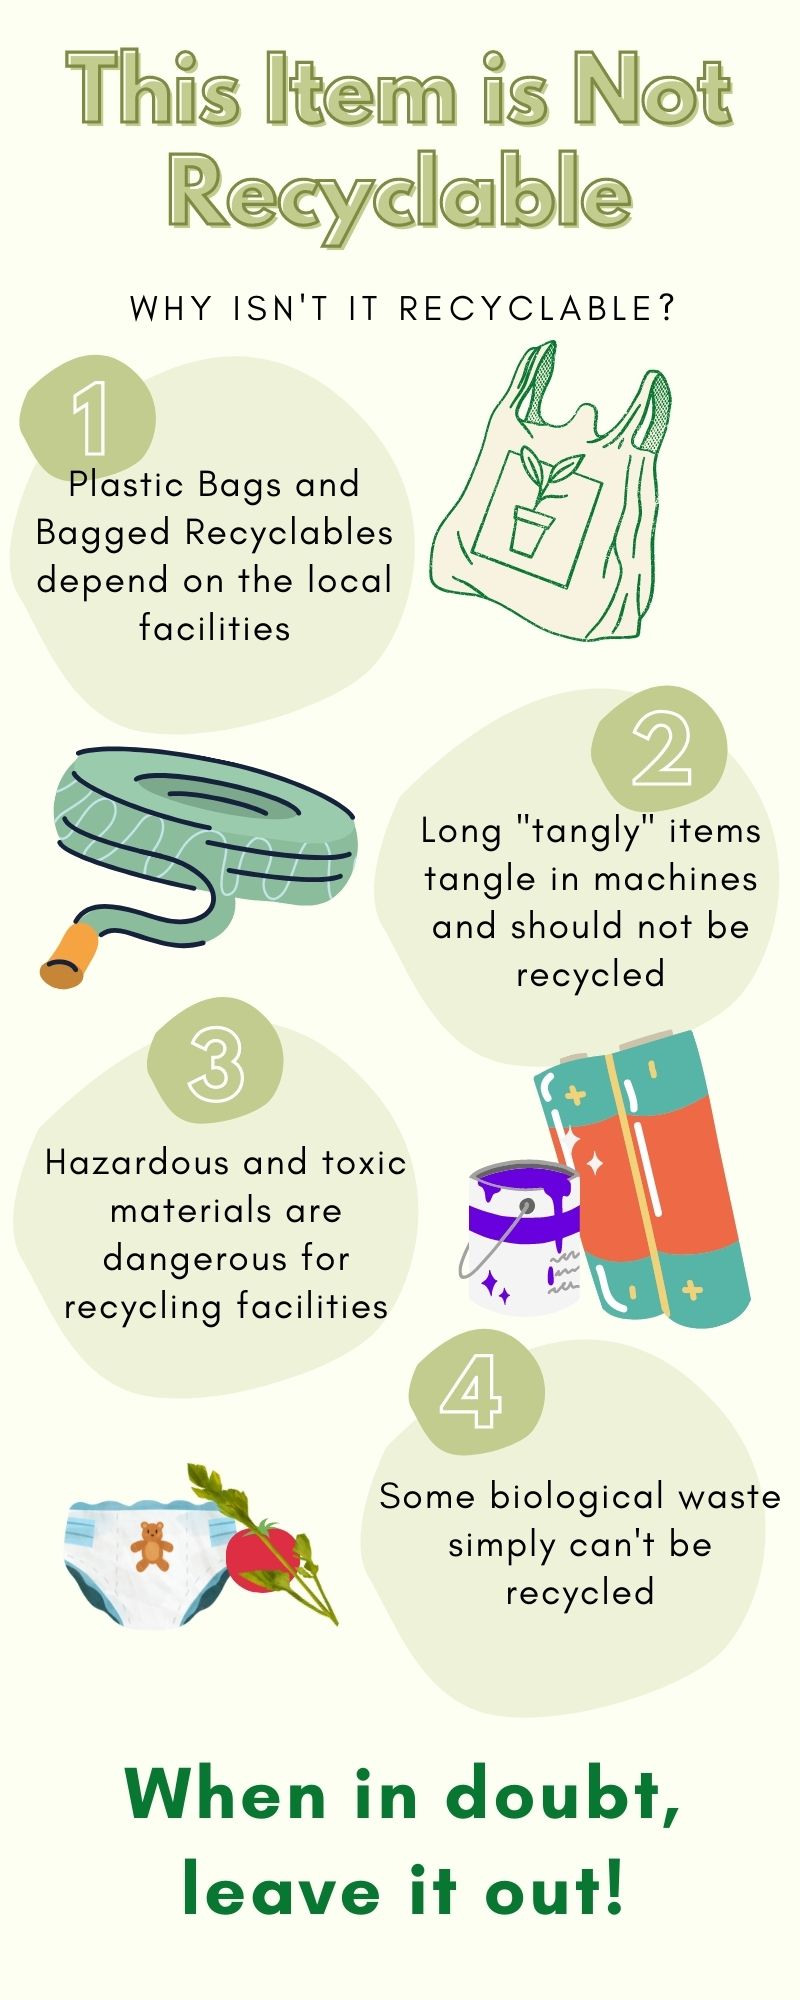 This Item is Not
Recyclable
WHY ISN'T IT RECYCLABLE?
1
Plastic Bags and
Bagged Recyclables
depend on the local
facilities
2
Long "tangly" items
tangle in machines
and should not be
recycled
3
Hazardous and toxic
materials are
dangerous for
recycling facilities
4
Some biological waste
simply can't be
recycled
When in doubt,
leave it out!